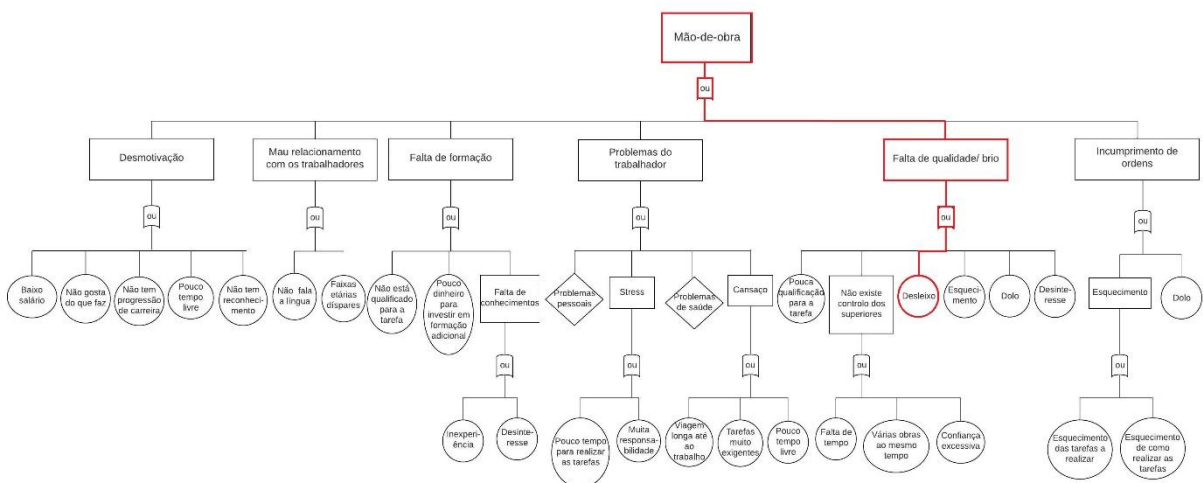 Mão-de-obra
ou
Desmotivação
Mau relacionamento
com os trabalhadores
Falta de formação
Problemas do
trabalhador
Falta de qualidade/ brio
Incumprimento de
ordens
ou
ou
ou
ou
ou
ou
Baixo
salário
Não gosta
do que faz
Não tem
progressão
de carreira
Pouco
tempo
livre
Não tem
reconheci-
mento
Não fala
a língua
Faixas
etárias
díspares
Não está
qualificado
para a
tarefa
Pouco
dinheiro
para
investir em
formação
adicional
Falta de
conhecimentos
Problemas
pessoais
Stress
Problemas
de saúde
Cansaço
Pouca
qualificação
para a
tarefa
Não existe
controlo dos
superiores
Desleixo
Esqueci-
mento
Dolo
Desinte-
resse
Esquecimento
Dolo
ou
ou
ou
ou
ou
Inexperi-
ência
Desinte-
resse
Pouco tempo
para realizar
as tarefas
Muita
responsa-
bilidade
Viagem
longa até
ao
trabalho
Tarefas
muito
exigentes
Pouco
tempo
livre
Falta de
tempo
Várias obras
ao mesmo
tempo
Confiança
excessiva
Esquecimento
das tarefas a
realizar
Esquecimento
de como
realizar as
tarefas